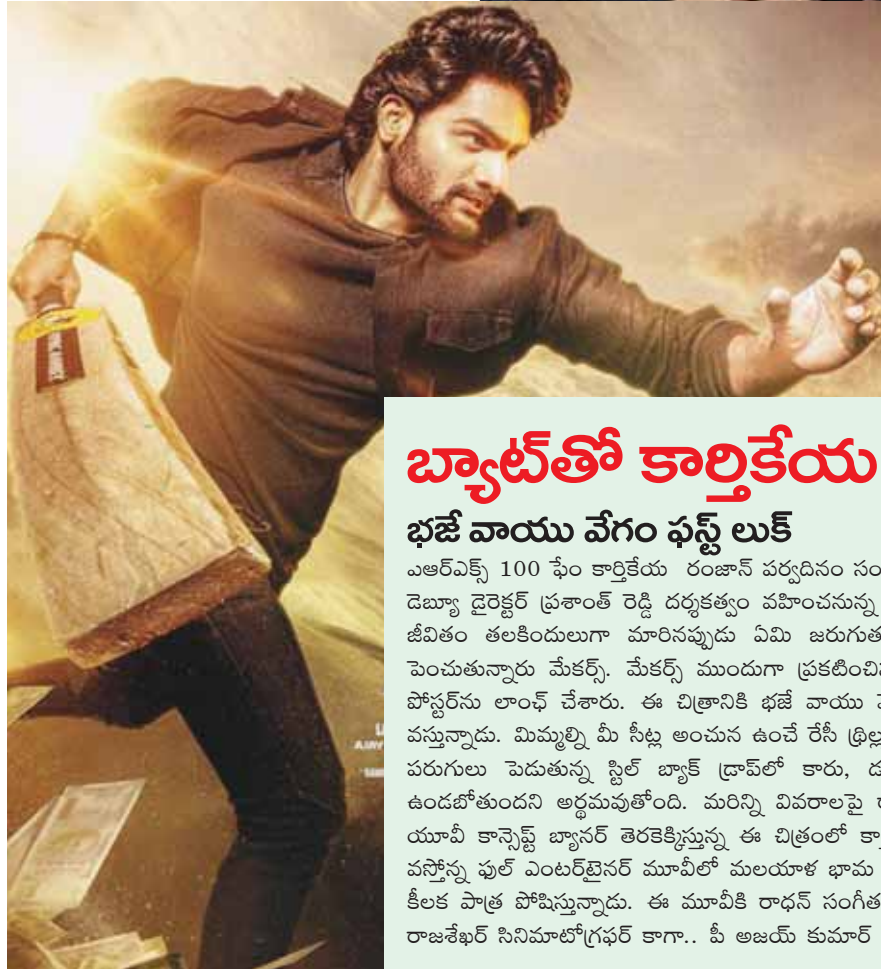 బ్యాట్‌తో కార్తికేయ
భజే వాయు వేగం ఫస్ట్ లుక్
ఎఆర్ఎక్స్ 100 ఫేం కార్తికేయ రంజాన్ పర్వదినం సం
డెబ్యూ డైరెక్టర్ ప్రశాంత్ రెడ్డి దర్శకత్వం వహించనున్న
జీవితం తలకిందులుగా మారినప్పుడు ఏమి జరుగుత
పెంచుతున్నారు మేకర్స్. మేకర్స్ ముందుగా ప్రకటించి
పోస్టర్‌ను లాంఛ్ చేశారు. ఈ చిత్రానికి భజే వాయు
వస్తున్నాడు. మిమ్మల్ని మీ సీట్ల అంచున ఉంచే రేసీ థ్రిల్ల
పరుగులు పెడుతున్న స్టిల్ బ్యాక్ డ్రాప్‌లో కారు,
ఉండబోతుందని అర్థమవుతోంది. మరిన్ని వివరాలపై
యూవీ కాన్సెప్ట్ బ్యానర్ తెరకెక్కిస్తున్న ఈ చిత్రంలో
వస్తోన్న ఫుల్ ఎంటర్‌టైనర్ మూవీలో మలయాళ భామ
కీలక పాత్ర పోషిస్తున్నాడు. ఈ మూవీకి రాధన్ సంగీత
రాజశేఖర్ సినిమాటోగ్రఫర్ కాగా.. పీ అజయ్ కుమార్